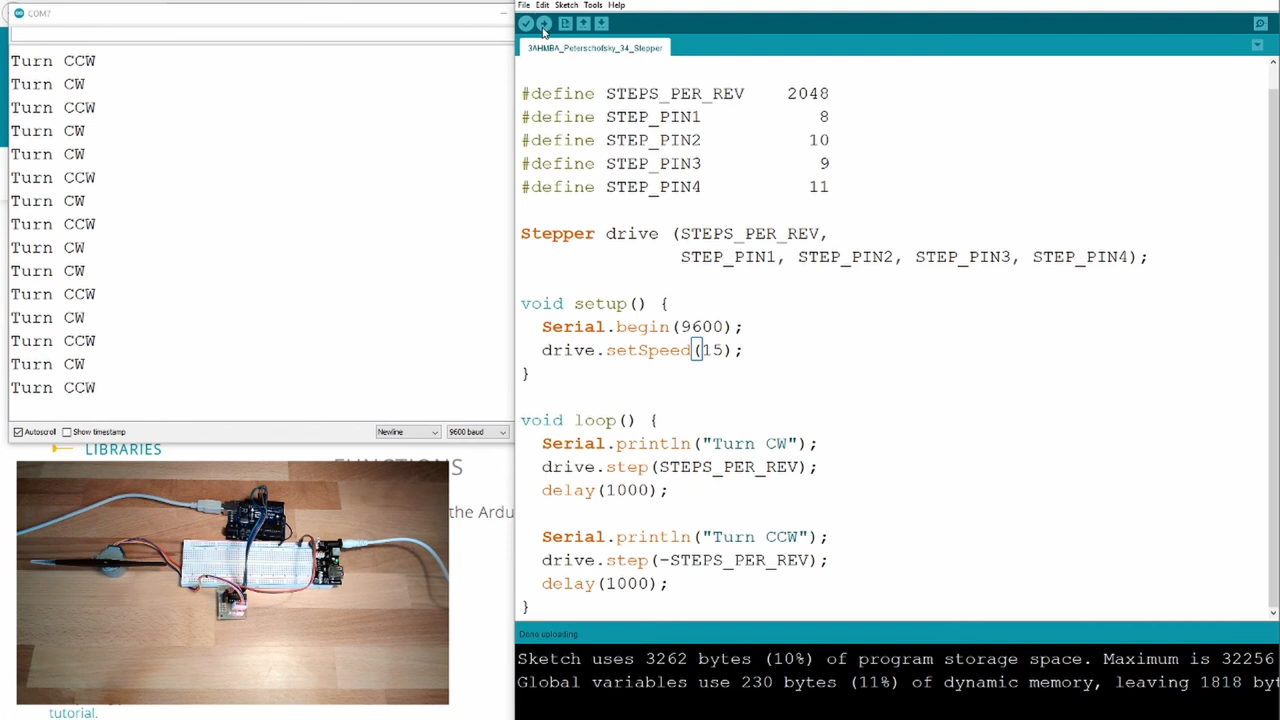 COM7
Turn CCW
Turn CW
Turn CCW
Turn CW
Turn CW
Turn CCW
Turn CW
Turn CCW
Turn CW
Turn CW
Turn CCW
Turn CW
Turn CCW
Turn CW
Turn CCW
Autoscroll Show timestamp Newline 9600 baud
LIBRARIES
FUNCTIONS
the Ardu
tutorial.
File Edit Sketch Tools Help
3AHMBA_Peterschofsky_34_Stepper
#define STEPS_PER_REV 2048
#define STEP_PIN1 8
#define STEP_PIN2 10
#define STEP_PIN3 9
#define STEP_PIN4 11
Stepper drive (STEPS_PER_REV,
STEP_PIN1, STEP_PIN2, STEP_PIN3, STEP_PIN4);
void setup() {
Serial.begin(9600);
drive.setSpeed(15);
}
void loop() {
Serial.println("Turn CW");
drive.step(STEPS_PER_REV);
delay(1000);
Serial.println("Turn CCW");
drive.step(-STEPS_PER_REV);
delay(1000);
}
Done uploading.
Sketch uses 3262 bytes (10%) of program storage space. Maximum is 32256
Global variables use 230 bytes (11%) of dynamic memory, leaving 1818 byt